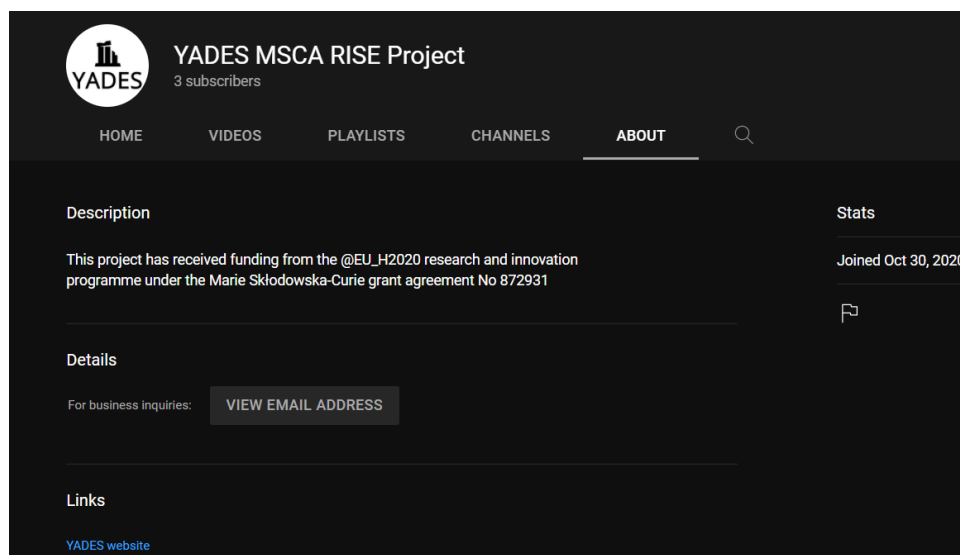 YADES
YADES MSCA RISE Project
3 subscribers
HOME VIDEOS PLAYLISTS CHANNELS ABOUT
Description
This project has received funding from the @EU_H2020 research and innovation
programme under the Marie Skłodowska-Curie grant agreement No 872931
Stats
Joined Oct 30, 2020
Details
For business inquiries: VIEW EMAIL ADDRESS
Links
YADES website